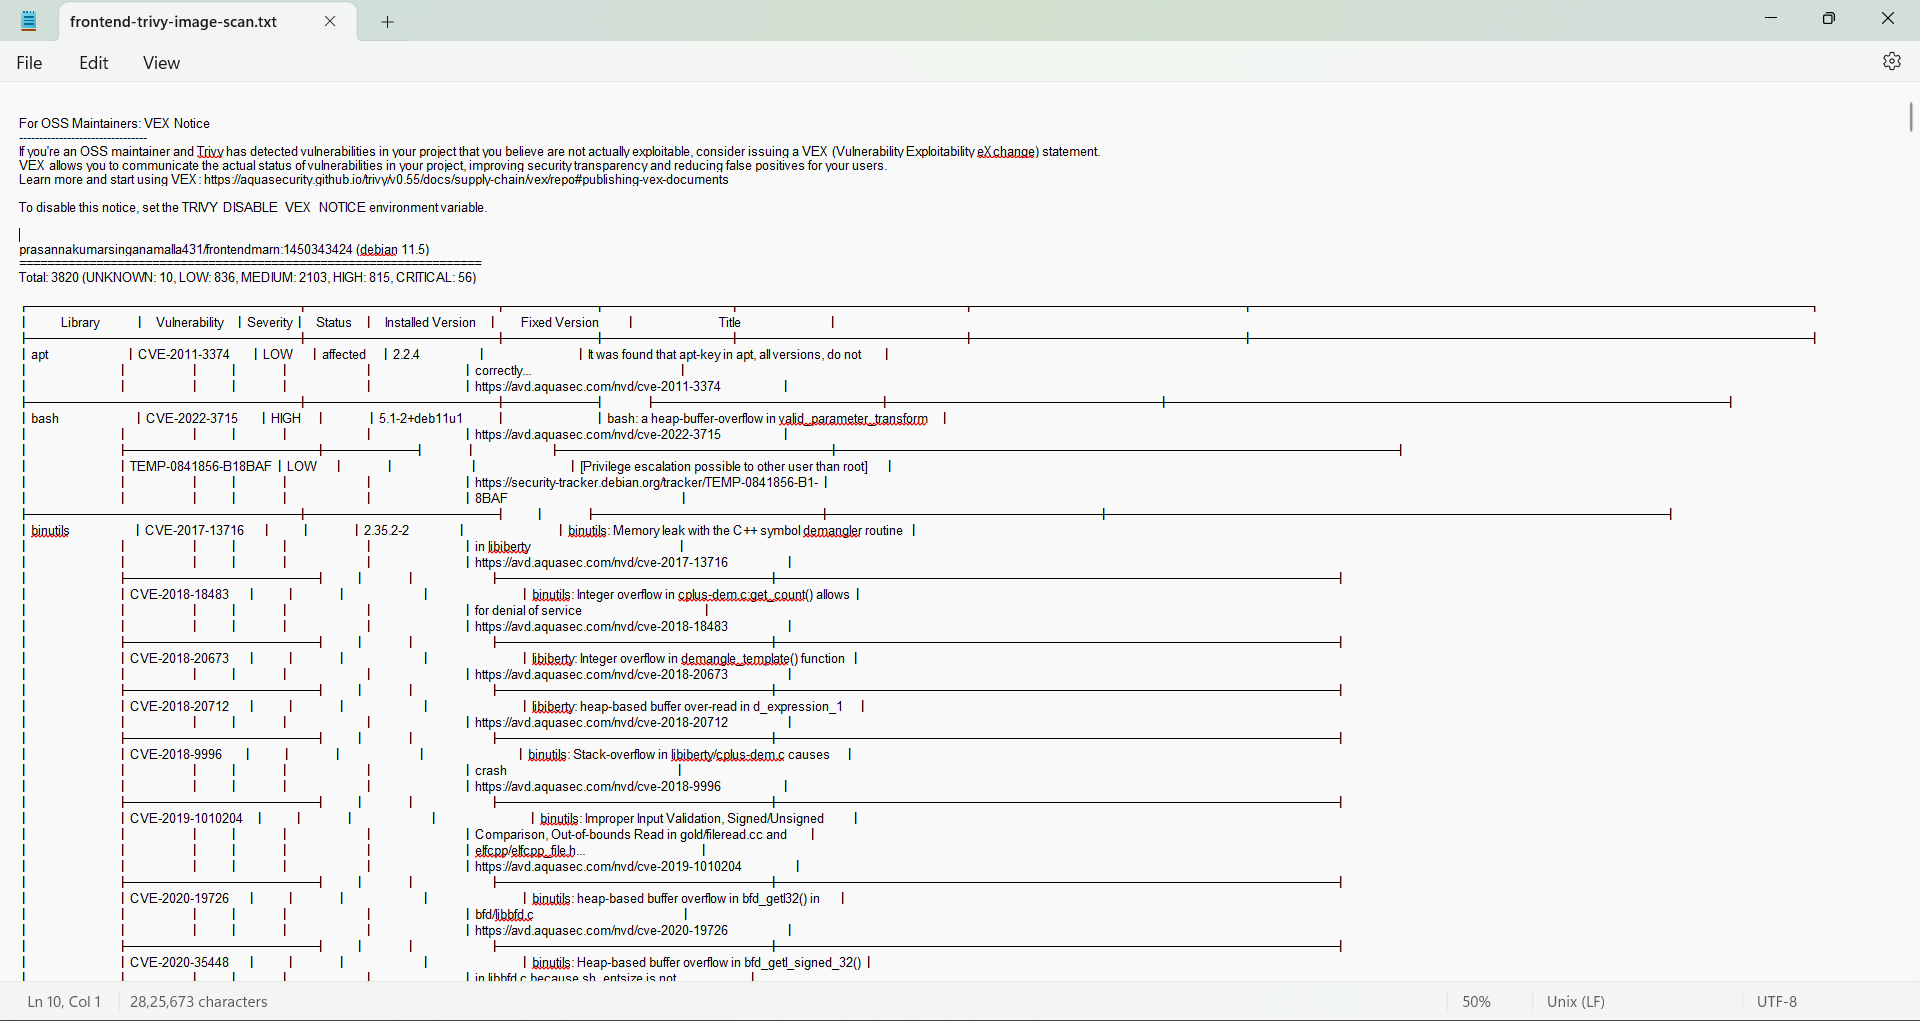 frontend-trivy-image-scan.txt
File Edit View
For OSS Maintainers: VEX Notice
--------------------------------
If you're an OSS maintainer and Trivy has detected vulnerabilities in your project that you believe are not actually exploitable, consider issuing a VEX (Vulnerability Exploitability eXchange) statement.
VEX allows you to communicate the actual status of vulnerabilities in your project, improving security transparency and reducing false positives for your users.
Learn more and start using VEX: https://aquasecurity.github.io/trivy/v0.55/docs/supply-chain/vex/repo#publishing-vex-documents
To disable this notice, set the TRIVY_DISABLE_VEX_NOTICE environment variable.
prasannakumarsinganamalla431/frontendmarn:1450343424 (debian 11.5)
Total: 3820 (UNKNOWN: 10, LOW: 836, MEDIUM: 2103, HIGH: 815, CRITICAL: 56)
Library Vulnerability Severity Status Installed Version Fixed Version Title
apt CVE-2011-3374 LOW affected 2.2.4 It was found that apt-key in apt, all versions, do not
correctly...
https://avd.aquasec.com/nvd/cve-2011-3374
bash CVE-2022-3715 HIGH 5.1-2+deb11u1 bash: a heap-buffer-overflow in valid_parameter_transform
https://avd.aquasec.com/nvd/cve-2022-3715
TEMP-0841856-B18BAF LOW [Privilege escalation possible to other user than root]
https://security-tracker.debian.org/tracker/TEMP-0841856-B1-
8BAF
binutils CVE-2017-13716 2.35.2-2 binutils: Memory leak with the C++ symbol demangler routine
in libiberty
https://avd.aquasec.com/nvd/cve-2017-13716
CVE-2018-18483 binutils: Integer overflow in cplus-dem.c:get_count() allows
for denial of service
https://avd.aquasec.com/nvd/cve-2018-18483
CVE-2018-20673 libiberty: Integer overflow in demangle_template() function
https://avd.aquasec.com/nvd/cve-2018-20673
CVE-2018-20712 libiberty: heap-based buffer over-read in d_expression_1
https://avd.aquasec.com/nvd/cve-2018-20712
CVE-2018-9996 binutils: Stack-overflow in libiberty/cplus-dem.c causes
crash
https://avd.aquasec.com/nvd/cve-2018-9996
CVE-2019-1010204 binutils: Improper Input Validation, Signed/Unsigned
Comparison, Out-of-bounds Read in gold/fileread.cc and
elfcpp/elfcpp_file.h...
https://avd.aquasec.com/nvd/cve-2019-1010204
CVE-2020-19726 binutils: heap-based buffer overflow in bfd_getl32() in
bfd/libbfd.c
https://avd.aquasec.com/nvd/cve-2020-19726
CVE-2020-35448 binutils: Heap-based buffer overflow in bfd_getl_signed_32()
in libbfd.c because sh_entsize is not
Ln 10, Col 1 28,25,673 characters 50% Unix (LF) UTF-8